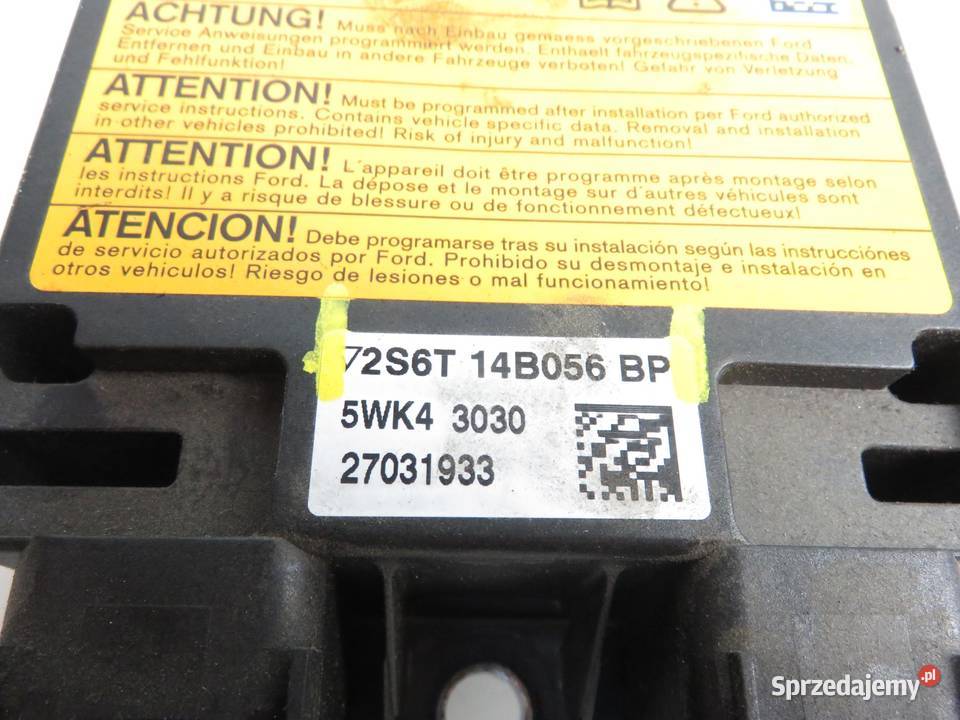 ACHTUNG! Muss nach Einbau gemaess vorgeschriebenen Ford
Service Anweisungen programmiert werden. Enthaelt fahrzeugspezifische Daten.
Entfernen und Einbau in andere Fahrzeuge verboten! Gefahr von Verletzung
und Fehlfunktion!
ATTENTION! Must be programmed after installation per Ford authorized
service instructions. Contains vehicle specific data. Removal and installation
in other vehicles prohibited! Risk of injury and malfunction!
ATTENTION! L'appareil doit être programme après montage selon
les instructions Ford. La dépose et le montage sur d'autres véhicules sont
interdits! Il y a risque de blessure ou de fonctionnement défectueux!
ATENCION! Debe programarse tras su instalación según las instrucciónes
de servicio autorizados por Ford. Prohibido su desmontaje e instalación en
otros vehiculos! Riesgo de lesiones o mal funcionamiento!
2S6T 14B056 BP
5WK4 3030
27031933
Sprzedajemy.pl